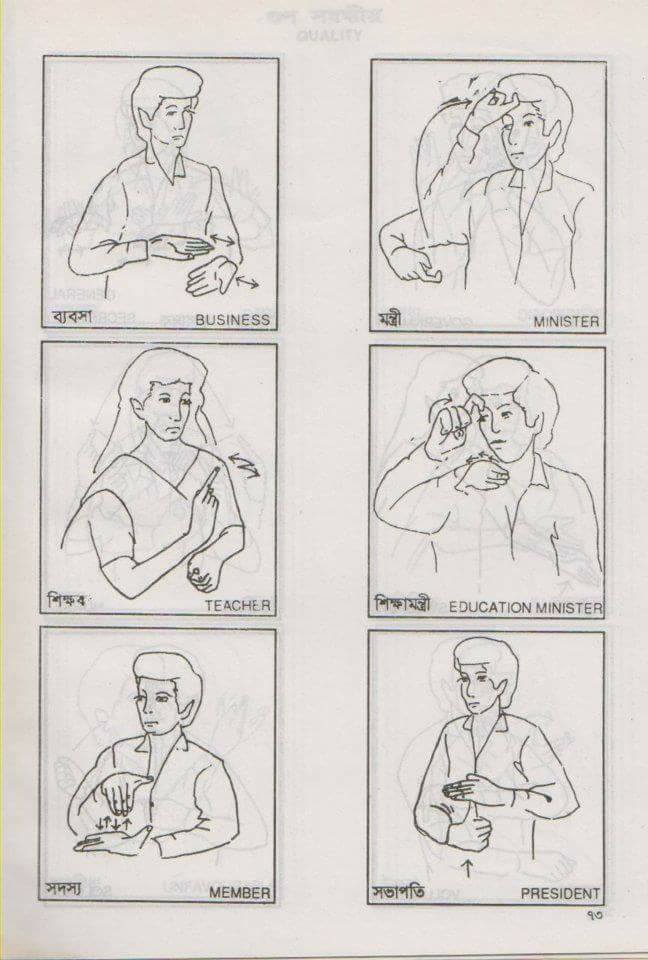 QUALITY
ব্যবসা BUSINESS
মন্ত্রী MINISTER
শিক্ষক TEACHER
শিক্ষামন্ত্রী EDUCATION MINISTER
সদস্য MEMBER
সভাপতি PRESIDENT
৭৩